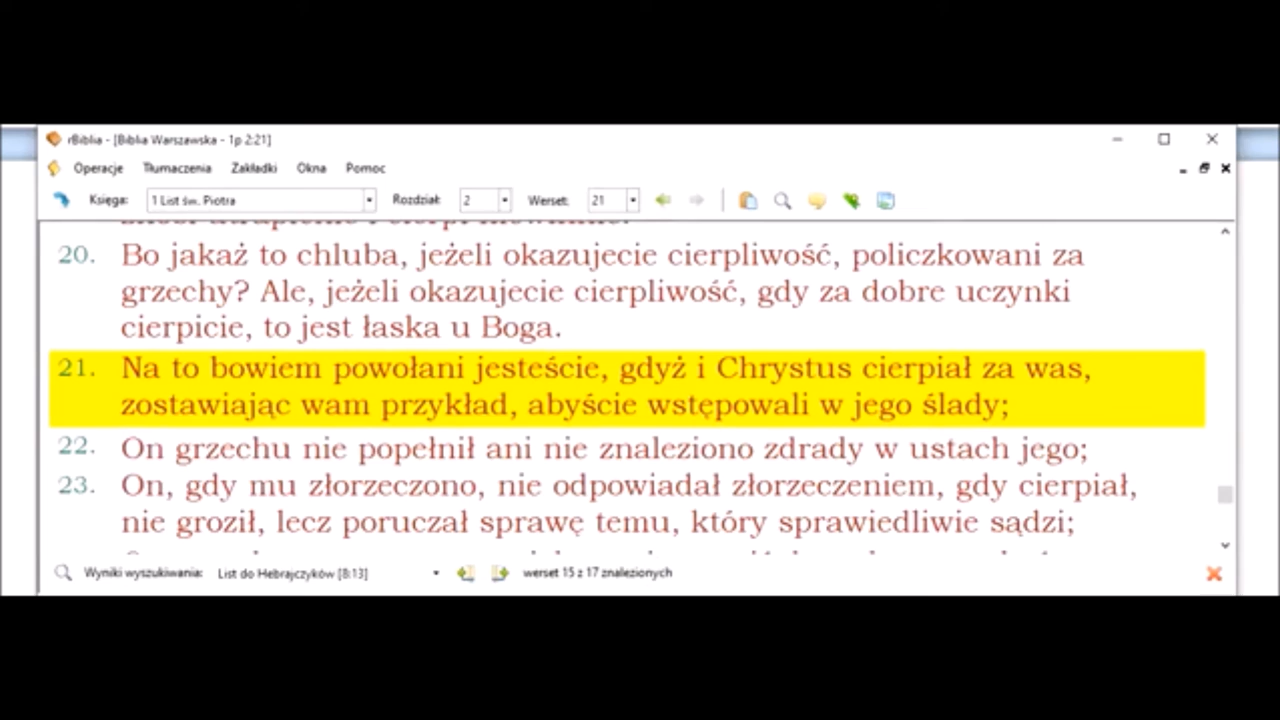 rBiblia - [Biblia Warszawska - 1p 2:21]
Operacje Tłumaczenia Zakładki Okna Pomoc
Księga: 1 List św. Piotra Rozdział: 2 Werset: 21
20. Bo jakaż to chluba, jeżeli okazujecie cierpliwość, policzkowani za
grzechy? Ale, jeżeli okazujecie cierpliwość, gdy za dobre uczynki
cierpicie, to jest łaska u Boga.
21. Na to bowiem powołani jesteście, gdyż i Chrystus cierpiał za was,
zostawiając wam przykład, abyście wstępowali w jego ślady;
22. On grzechu nie popełnił ani nie znaleziono zdrady w ustach jego;
23. On, gdy mu złorzeczono, nie odpowiadał złorzeczeniem, gdy cierpiał,
nie groził, lecz poruczał sprawę temu, który sprawiedliwie sądzi;
Wyniki wyszukiwania: List do Hebrajczyków [8:13] werset 15 z 17 znalezionych